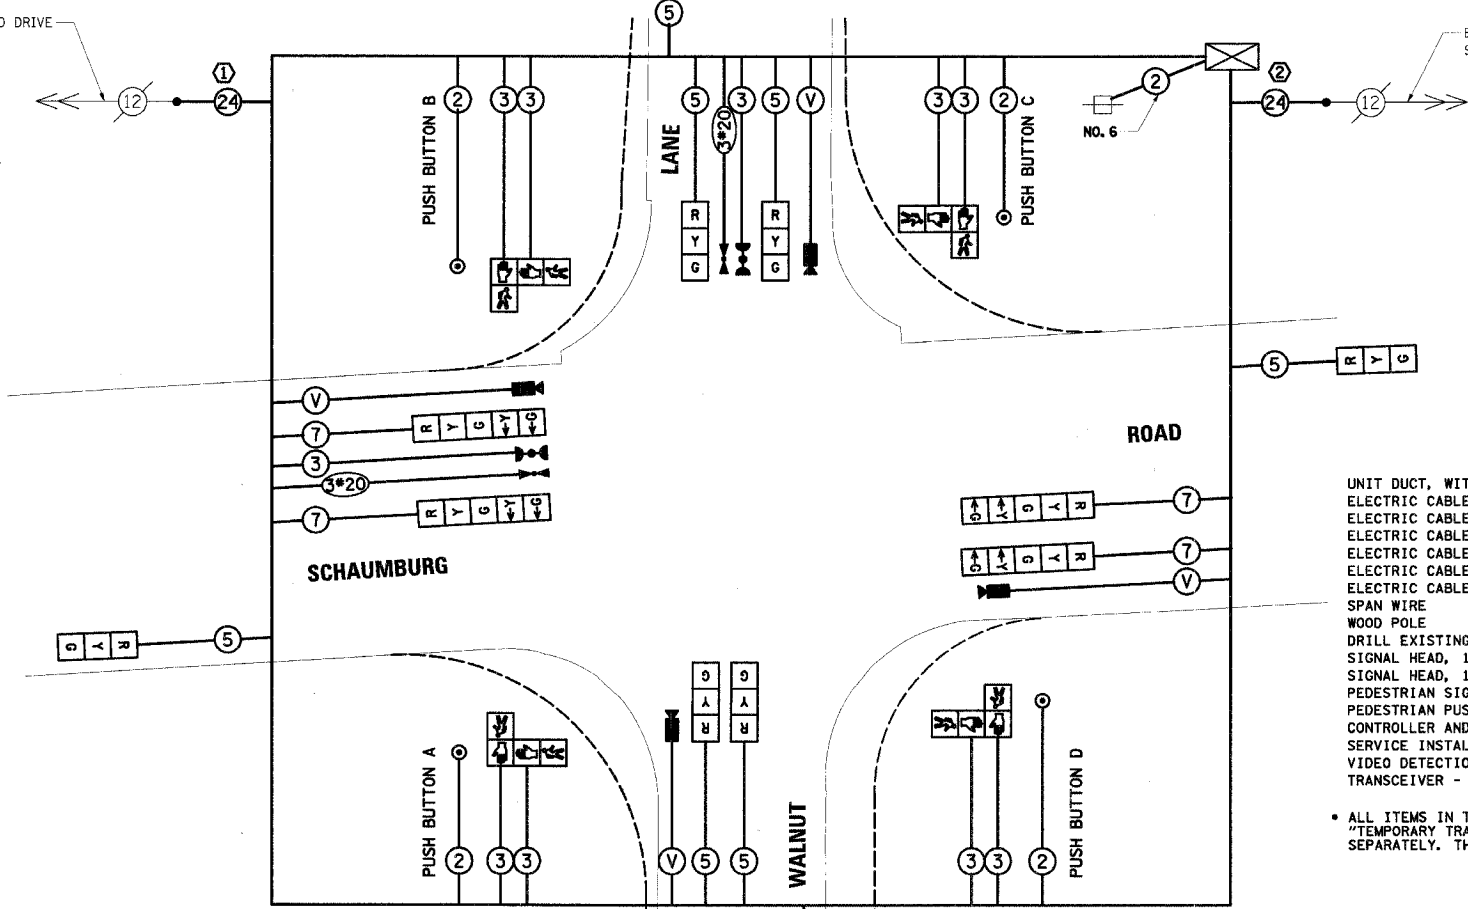 D DRIVE
5
1
12
24
PUSH BUTTON B
2
3
3
LANE
5
3#20
3
5
V
3
3
2
PUSH BUTTON C
2
NO. 6
2
24
12
R
Y
G
R
Y
G
V
7
R Y G ←Y ←G
3
3#20
7
R Y G ←Y ←G
SCHAUMBURG
5
R Y G
ROAD
←G ←Y G Y R
7
←G ←Y G Y R
7
V
G Y R
5
G
Y
R
G
Y
R
PUSH BUTTON A
2
3
3
V
5
5
WALNUT
3
3
2
PUSH BUTTON D
UNIT DUCT, WIT
ELECTRIC CABLE
ELECTRIC CABLE
ELECTRIC CABLE
ELECTRIC CABLE
ELECTRIC CABLE
ELECTRIC CABLE
SPAN WIRE
WOOD POLE
DRILL EXISTING
SIGNAL HEAD, 1
SIGNAL HEAD, 1
PEDESTRIAN SIG
PEDESTRIAN PUS
CONTROLLER AND
SERVICE INSTAL
VIDEO DETECTIO
TRANSCEIVER -
• ALL ITEMS IN T
"TEMPORARY TRA
SEPARATELY. TH